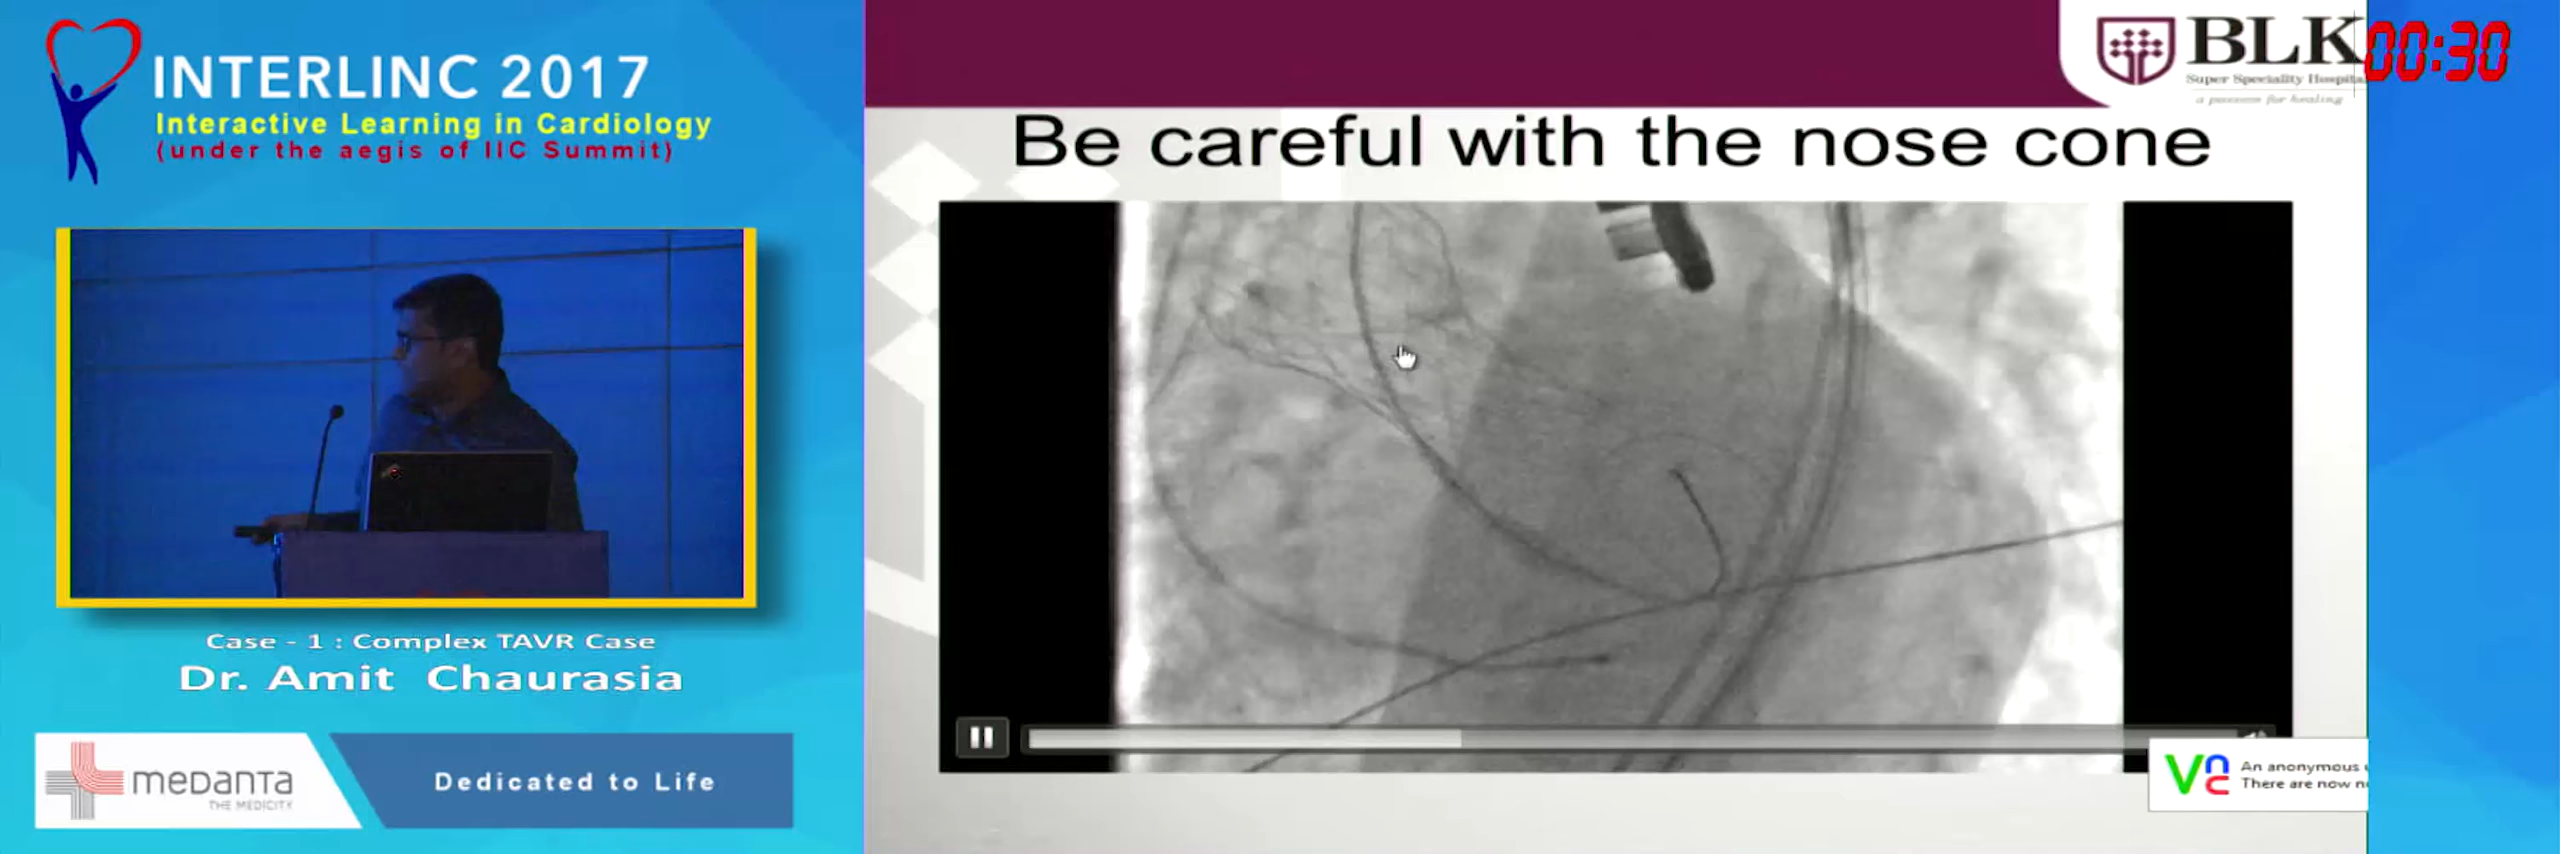 INTERLINC 2017
Interactive Learning in Cardiology
(under the aegis of IIC Summit)
Case - 1 : Complex TAVR Case
Dr. Amit Chaurasia
medanta
THE MEDICITY
Dedicated to Life
BLK
Super Speciality Hospita
a passion for healing
00:30
Be careful with the nose cone
VNC
An anonymous
There are now